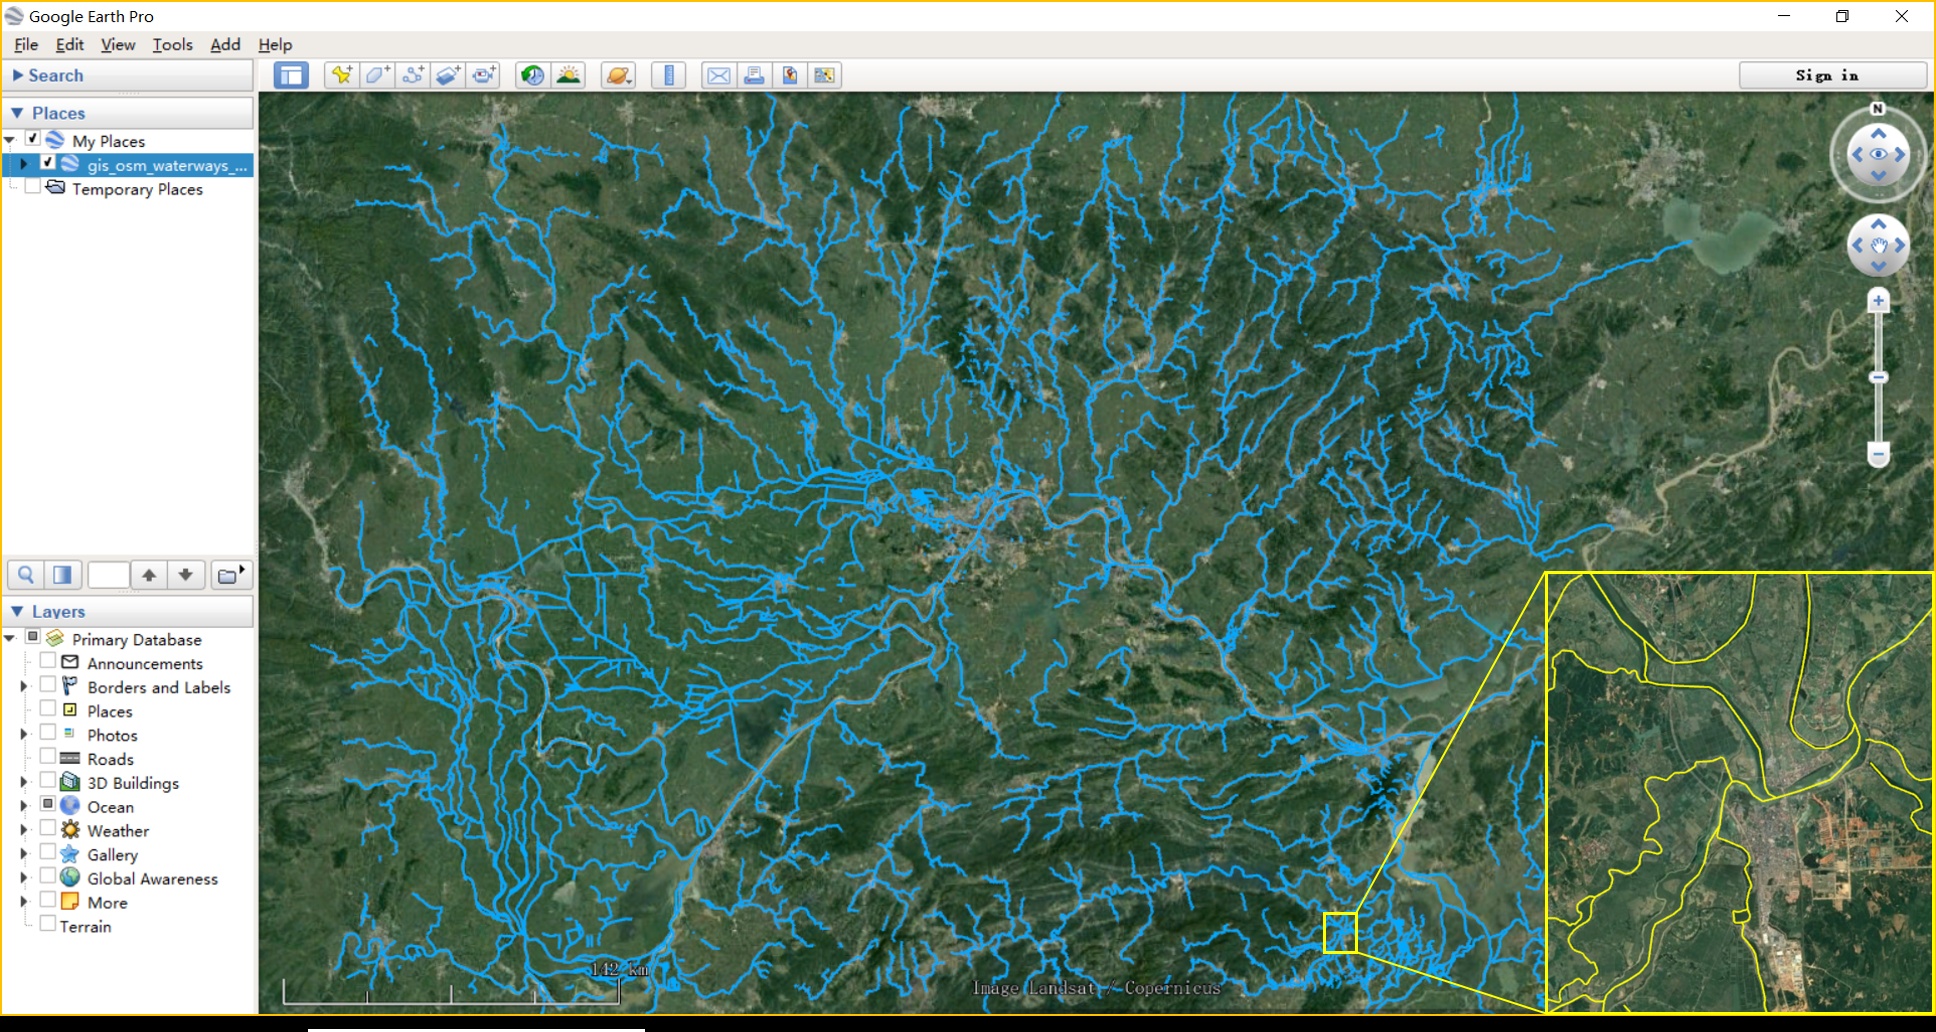 Google Earth Pro
File Edit View Tools Add Help
Search
Sign in
N
Places
My Places
gis_osm_waterways_...
Temporary Places
Layers
Primary Database
Announcements
Borders and Labels
Places
Photos
Roads
3D Buildings
Ocean
Weather
Gallery
Global Awareness
More
Terrain
142 km
Image Landsat / Copernicus